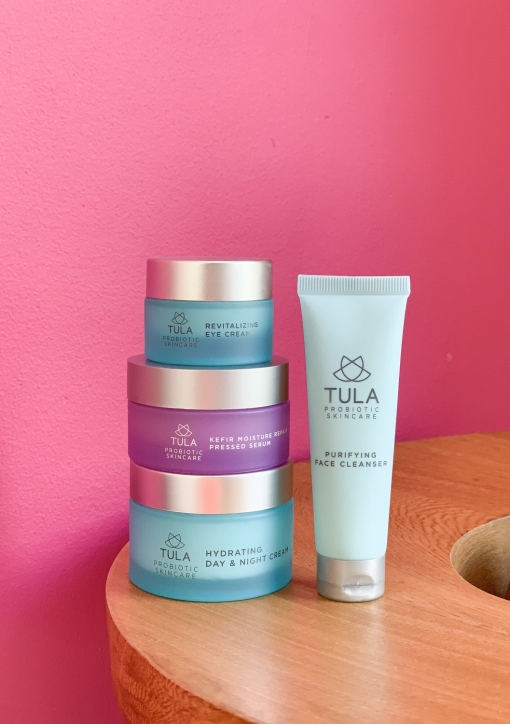 TULA
PROBIOTIC
SKINCARE
REVITALIZING
EYE CREAM
TULA
PROBIOTIC
SKINCARE
KEFIR MOISTURE REPAIR
PRESSED SERUM
TULA
PROBIOTIC
SKINCARE
HYDRATING
DAY & NIGHT CREAM
TULA
PROBIOTIC
SKINCARE
PURIFYING
FACE CLEANSER